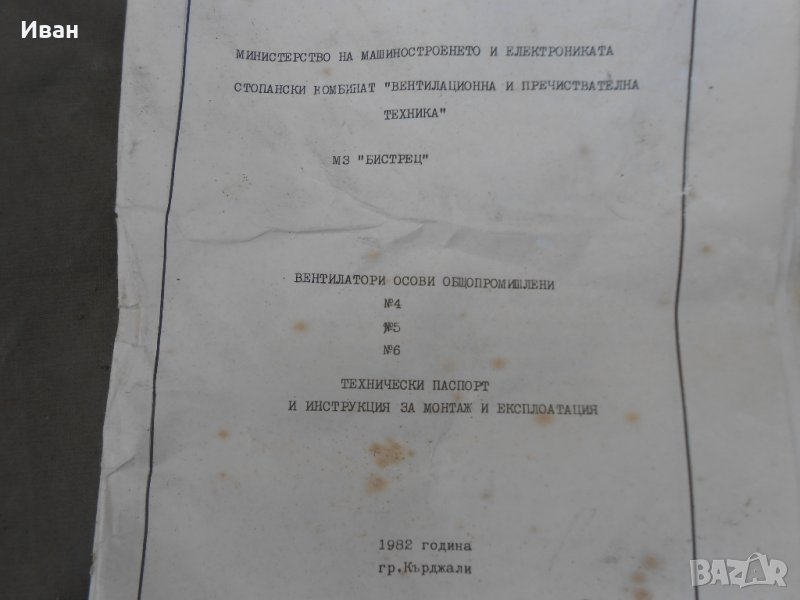 Иван
МИНИСТЕРСТВО НА МАШИНОСТРОЕНЕТО И ЕЛЕКТРОНИКАТА
СТОПАНСКИ КОМБИНАТ "ВЕНТИЛАЦИОННА И ПРЕЧИСТВАТЕЛНА
ТЕХНИКА"
МЗ "БИСТРЕЦ"
ВЕНТИЛАТОРИ ОСОВИ ОБЩОПРОМИШЛЕНИ
№4
№5
№6
ТЕХНИЧЕСКИ ПАСПОРТ
И ИНСТРУКЦИЯ ЗА МОНТАЖ И ЕКСПЛОАТАЦИЯ
1982 година
гр.Кърджали
BAZAR